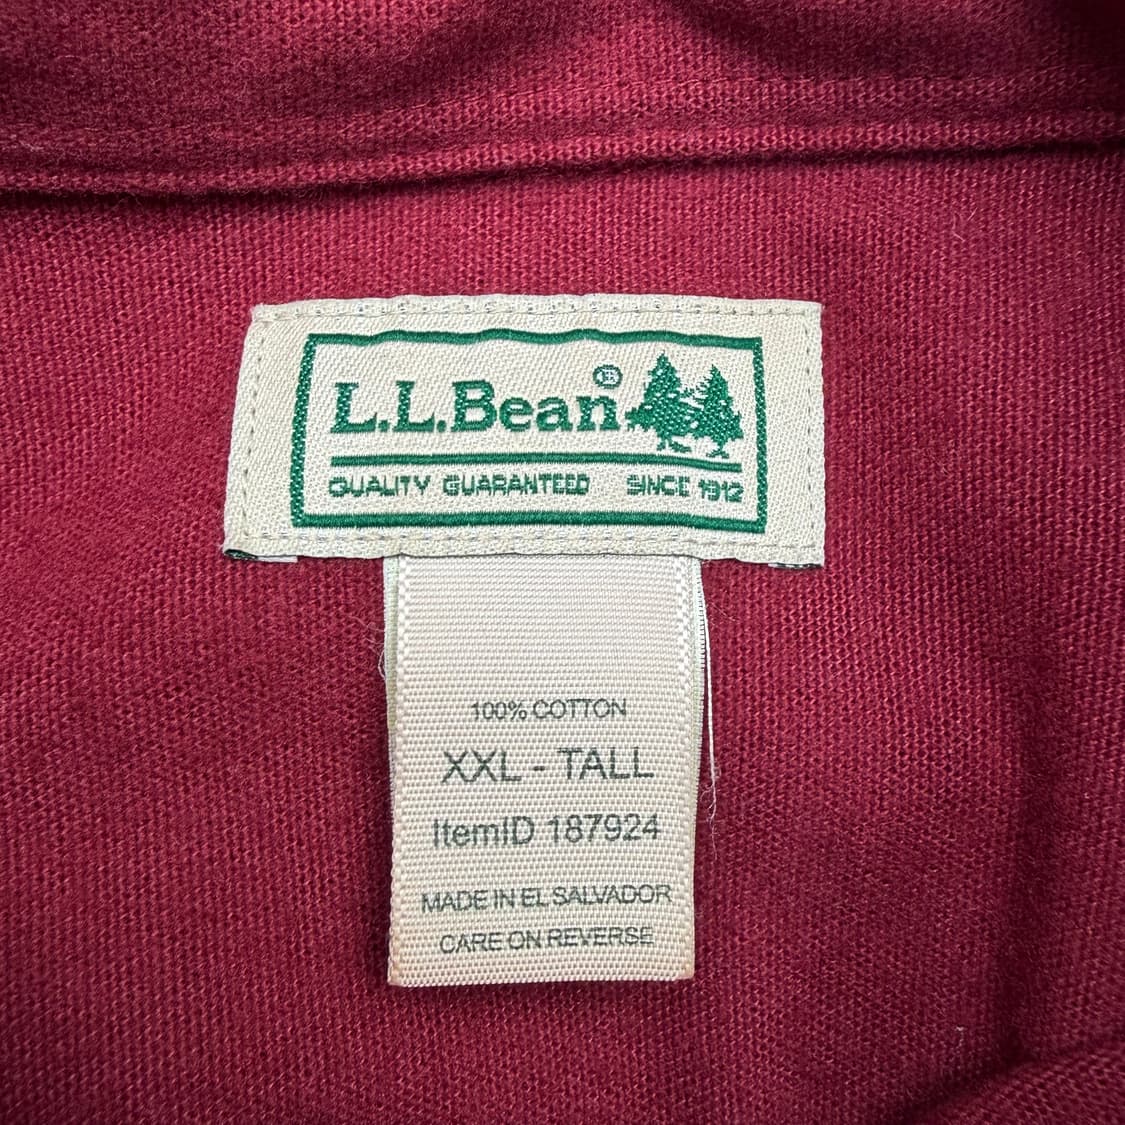 L.L.Bean®
QUALITY GUARANTEED SINCE 1912
100% COTTON
XXL - TALL
ItemID 187924
MADE IN EL SALVADOR
CARE ON REVERSE